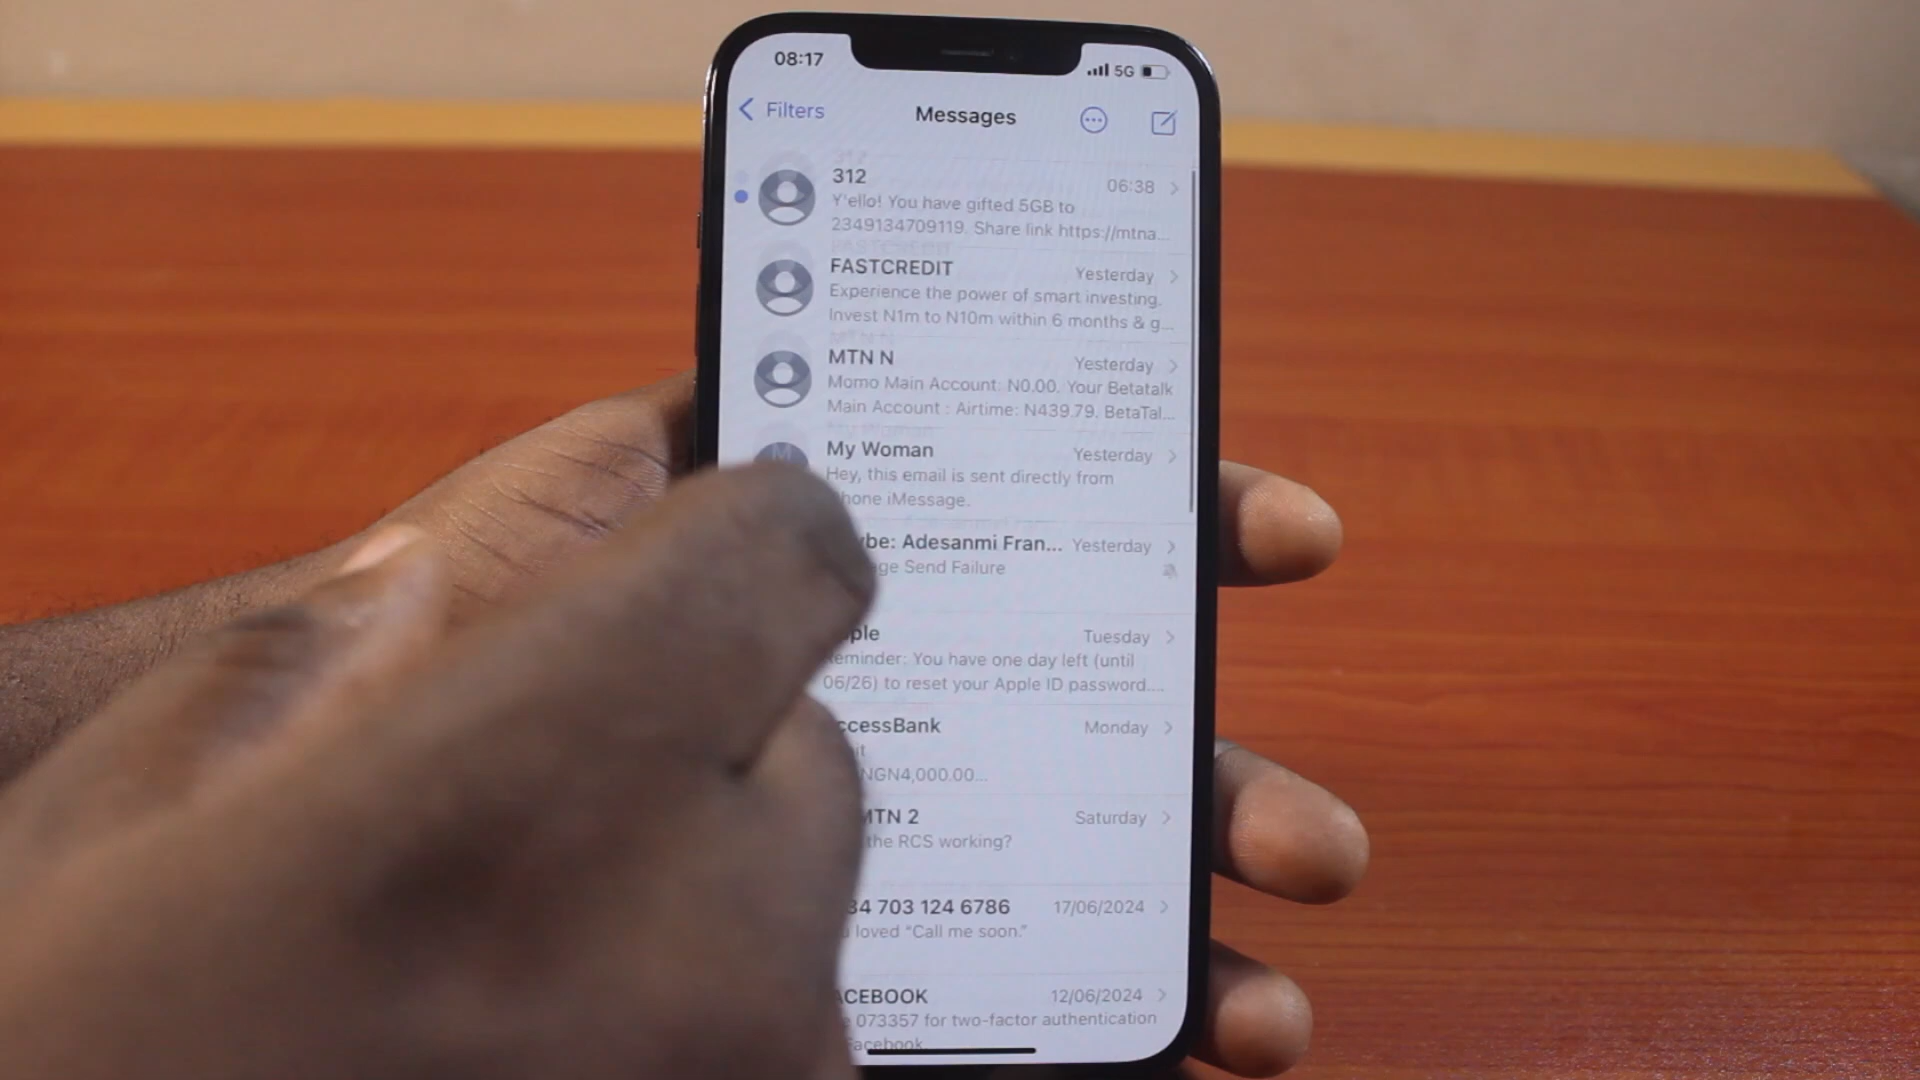 08:17
5G
Filters
Messages
312
06:38
Y'ello! You have gifted 5GB to
2349134709119. Share link https://mtna...
FASTCREDIT
Yesterday
Experience the power of smart investing.
Invest N1m to N10m within 6 months & g...
MTN N
Yesterday
Momo Main Account: N0.00. Your Betatalk
Main Account : Airtime: N439.79. BetaTal...
M
My Woman
Yesterday
Hey, this email is sent directly from
hone iMessage.
ybe: Adesanmi Fran...
Yesterday
ge Send Failure
ple
Tuesday
eminder: You have one day left (until
06/26) to reset your Apple ID password....
ccessBank
Monday
it
NGN4,000.00...
MTN 2
Saturday
the RCS working?
34 703 124 6786
17/06/2024
loved “Call me soon.”
ACEBOOK
12/06/2024
073357 for two-factor authentication
Facebook.